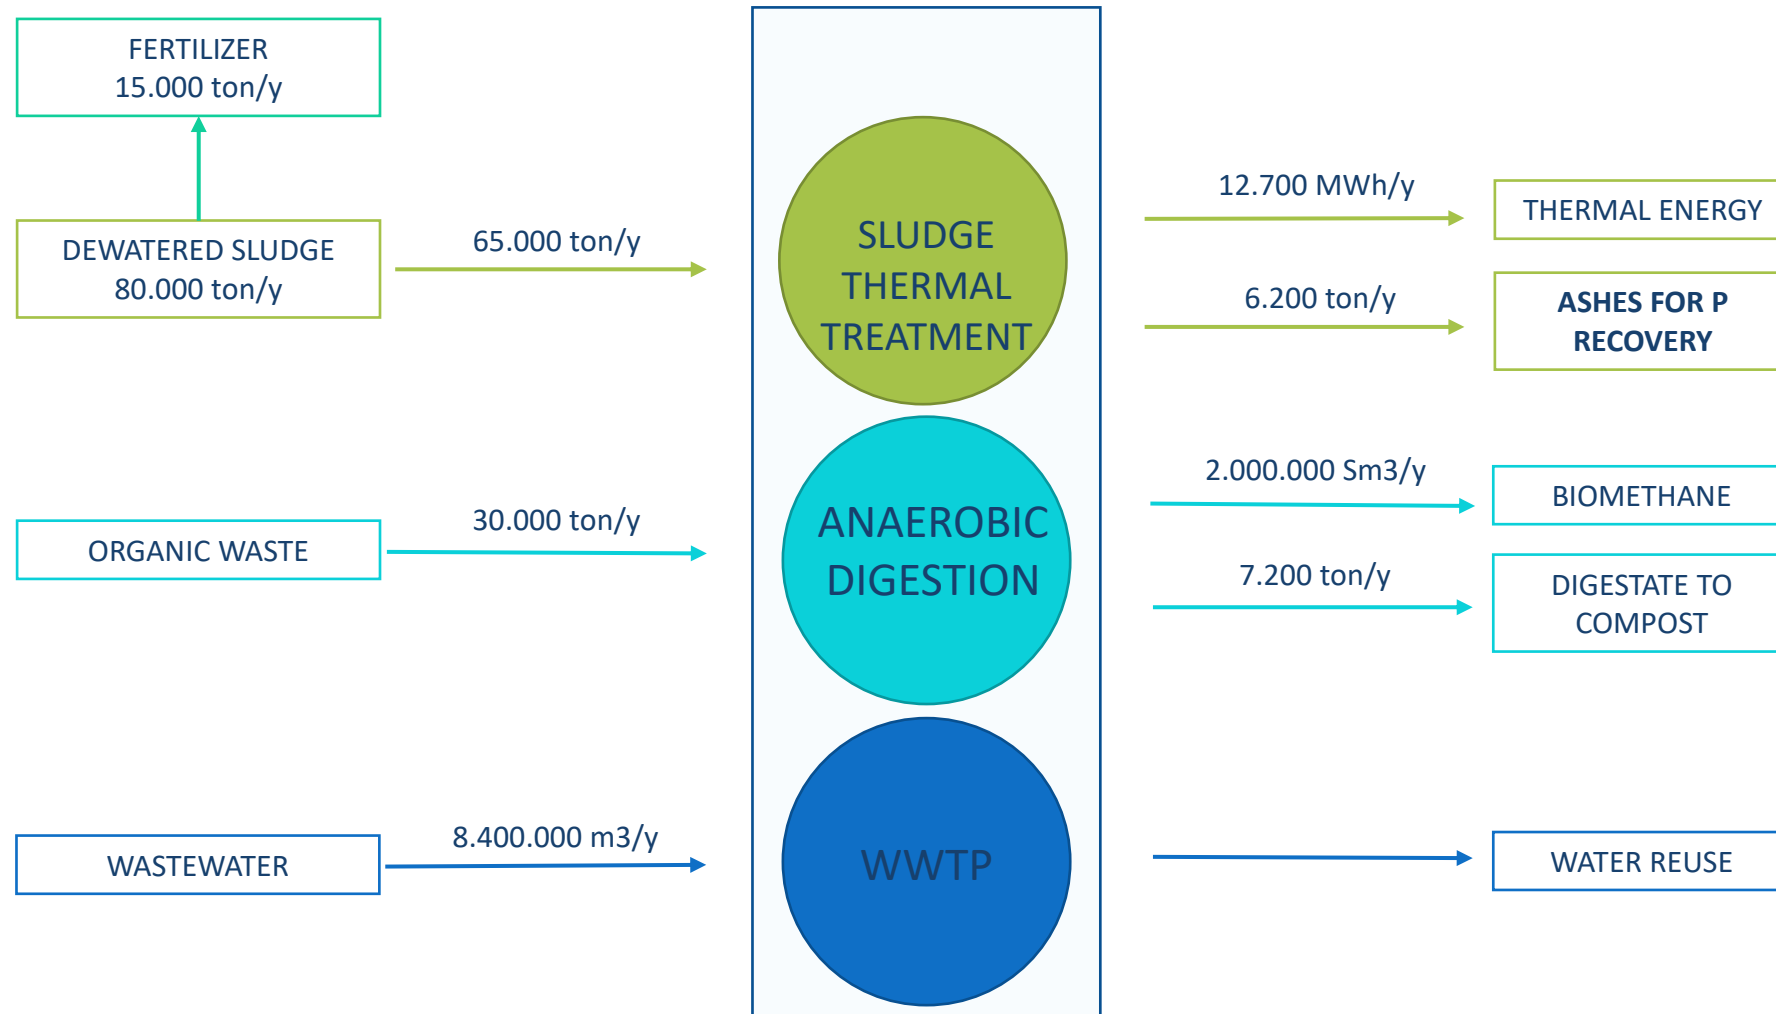 FERTILIZER
15.000 ton/y
DEWATERED SLUDGE
80.000 ton/y
65.000 ton/y
SLUDGE
THERMAL
TREATMENT
12.700 MWh/y
THERMAL ENERGY
6.200 ton/y
ASHES FOR P
RECOVERY
ORGANIC WASTE
30.000 ton/y
ANAEROBIC
DIGESTION
2.000.000 Sm3/y
BIOMETHANE
7.200 ton/y
DIGESTATE TO
COMPOST
WASTEWATER
8.400.000 m3/y
WWTP
WATER REUSE